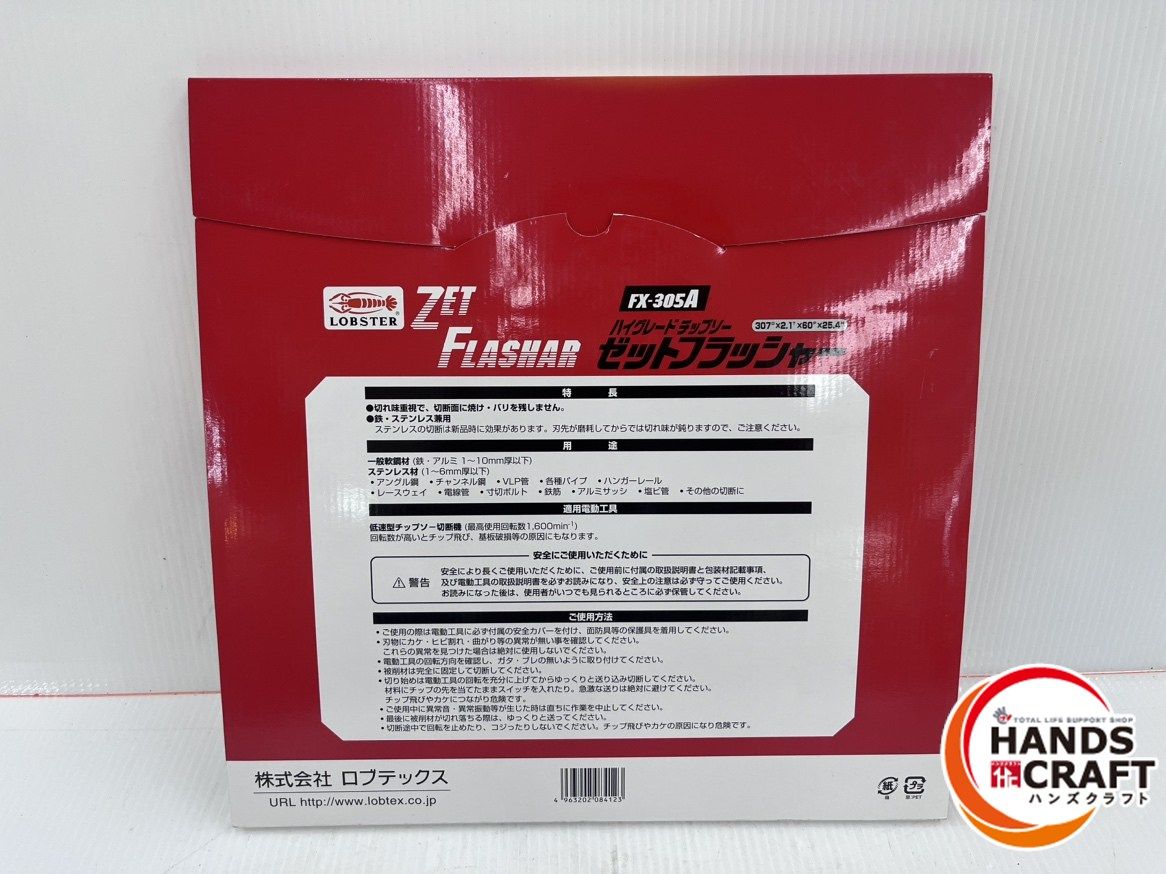 LOBSTER
ZET
FLASHAR
FX-305A
ハイグレードチップソー
ゼットフラッシャー
特 長
●切れ味重視で、切断面に焼け・バリを残しません。
●鉄・ステンレス兼用
ステンレスの切断は新品時に効果があります。刃先が磨耗してからでは切れ味が鈍りますので、ご注意ください。
用 途
一般軟鋼材 (鉄・アルミ 1〜10mm厚以下)
ステンレス材 (1〜6mm厚以下)
・アングル鋼 ・チャンネル鋼 ・VLP管 ・各種パイプ ・ハンガーレール
・レースウェイ ・電線管 ・寸切ボルト ・鉄筋 ・アルミサッシ ・塩ビ管 ・その他の切断に
適用電動工具
低速型チップソー切断機 (最高使用回転数1,600min⁻¹)
回転数が高いとチップ飛び、基板破損等の原因にもなります。
安全にご使用いただくために
警告
安全により長くご使用いただくために、ご使用前に付属の取扱説明書と包装材記載事項、
及び電動工具の取扱説明書を必ずお読みになり、安全上の注意は必ず守ってご使用ください。
お読みになった後は、使用者がいつでも見られるところに必ず保管してください。
ご使用方法
・ご使用の際は電動工具に必ず付属の安全カバーを付け、面防具等の保護具を着用してください。
・刃物にカケ・ヒビ割れ・曲がり等の異常が無い事を確認してください。
これらの異常を見つけた場合は絶対に使用しないでください。
・電動工具の回転方向を確認し、ガタ・ブレの無いように取り付けてください。
・被削材は完全に固定して切断してください。
・切り始めは電動工具の回転を充分に上げてからゆっくりと送り込み切断してください。
材料にチップの先を当てたままスイッチを入れたり、急激な送りは絶対に避けてください。
チップ飛びやカケにつながり危険です。
・ご使用中に異常音・異常振動等が生じた時は直ちに作業を中止してください。
・最後に被削材が切れ落ちる際は、ゆっくりと送ってください。
・切断途中で回転を止めたり、コジったりしないでください。チップ飛びやカケの原因になり危険です。
株式会社 ロブテックス
URL http://www.lobtex.co.jp
4 963202 084123
紙
箱
プラ
TOTAL LIFE SUPPORT SHOP
HANDS
CRAFT
ハンズクラフト